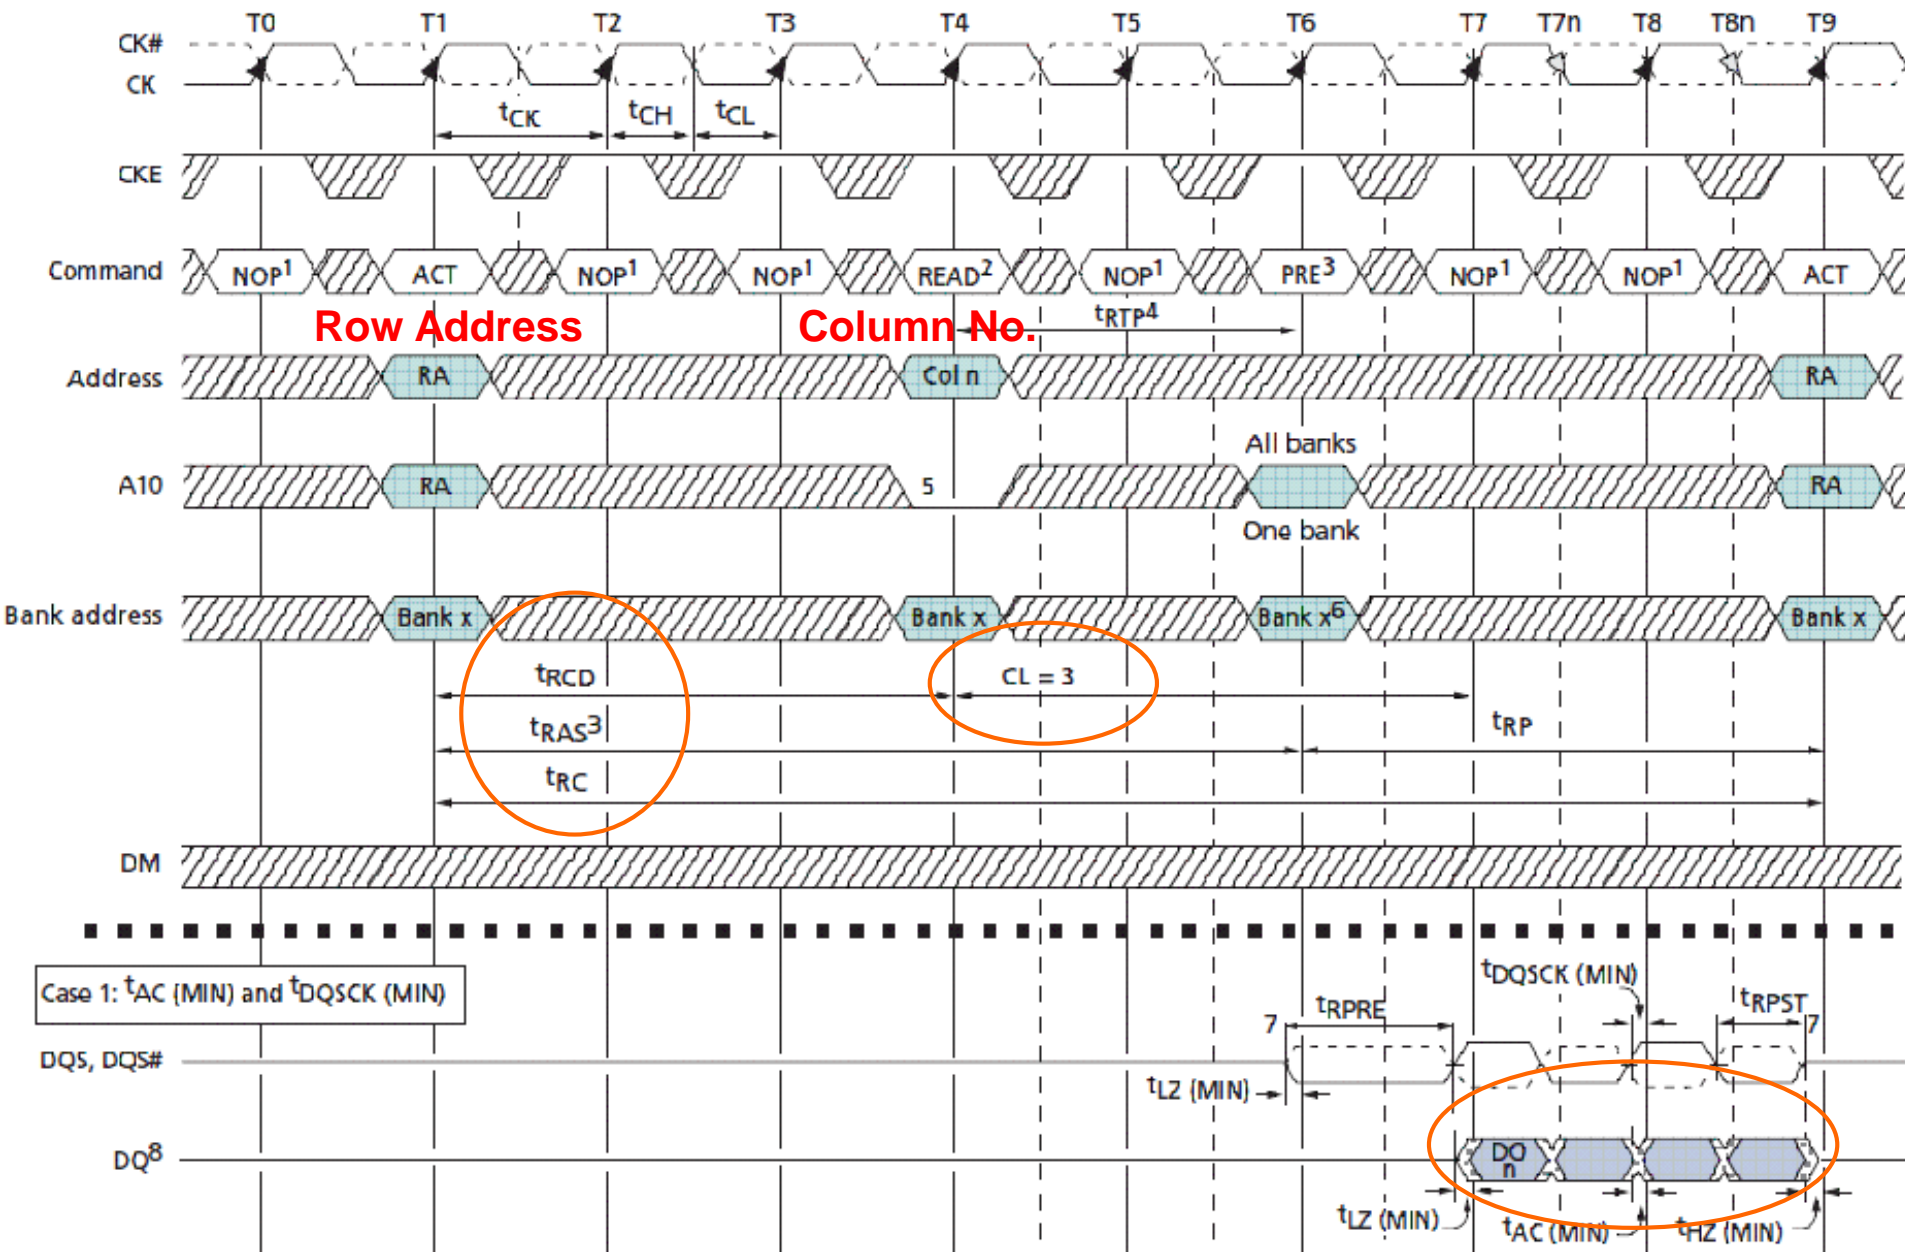 T0 T1 T2 T3 T4 T5 T6 T7 T7n T8 T8n T9
CK#
CK
tCK tCH tCL
CKE
Command NOP1 ACT NOP1 NOP1 READ2 NOP1 PRE3 NOP1 NOP1 ACT
Row Address Column No. tRTP4
Address RA Col n RA
All banks
A10 RA 5 RA
One bank
Bank address Bank x Bank x Bank x6 Bank x
tRCD CL = 3
tRAS3 tRP
tRC
DM
Case 1: tAC (MIN) and tDQSCK (MIN)
tDQSCK (MIN)
7 tRPRE tRPST 7
DQS, DQS#
tLZ (MIN)
DQ8 DO
n
tLZ (MIN) tAC (MIN) tHZ (MIN)